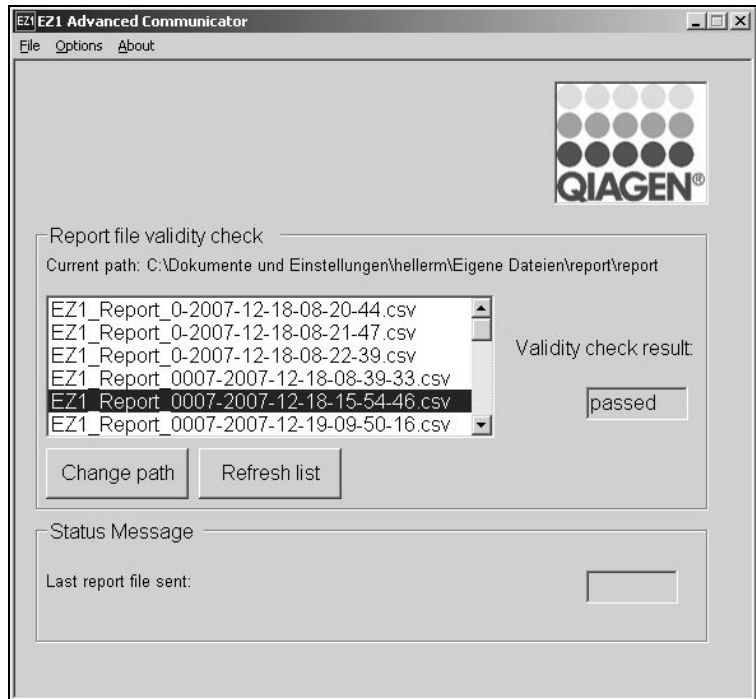 EZ1 EZ1 Advanced Communicator
File Options About
QIAGEN®
Report file validity check
Current path: C:\Dokumente und Einstellungen\hellerm\Eigene Dateien\report\report
EZ1_Report_0-2007-12-18-08-20-44.csv
EZ1_Report_0-2007-12-18-08-21-47.csv
EZ1_Report_0-2007-12-18-08-22-39.csv
EZ1_Report_0007-2007-12-18-08-39-33.csv
EZ1_Report_0007-2007-12-18-15-54-46.csv
EZ1_Report_0007-2007-12-19-09-50-16.csv
Validity check result:
passed
Change path
Refresh list
Status Message
Last report file sent: